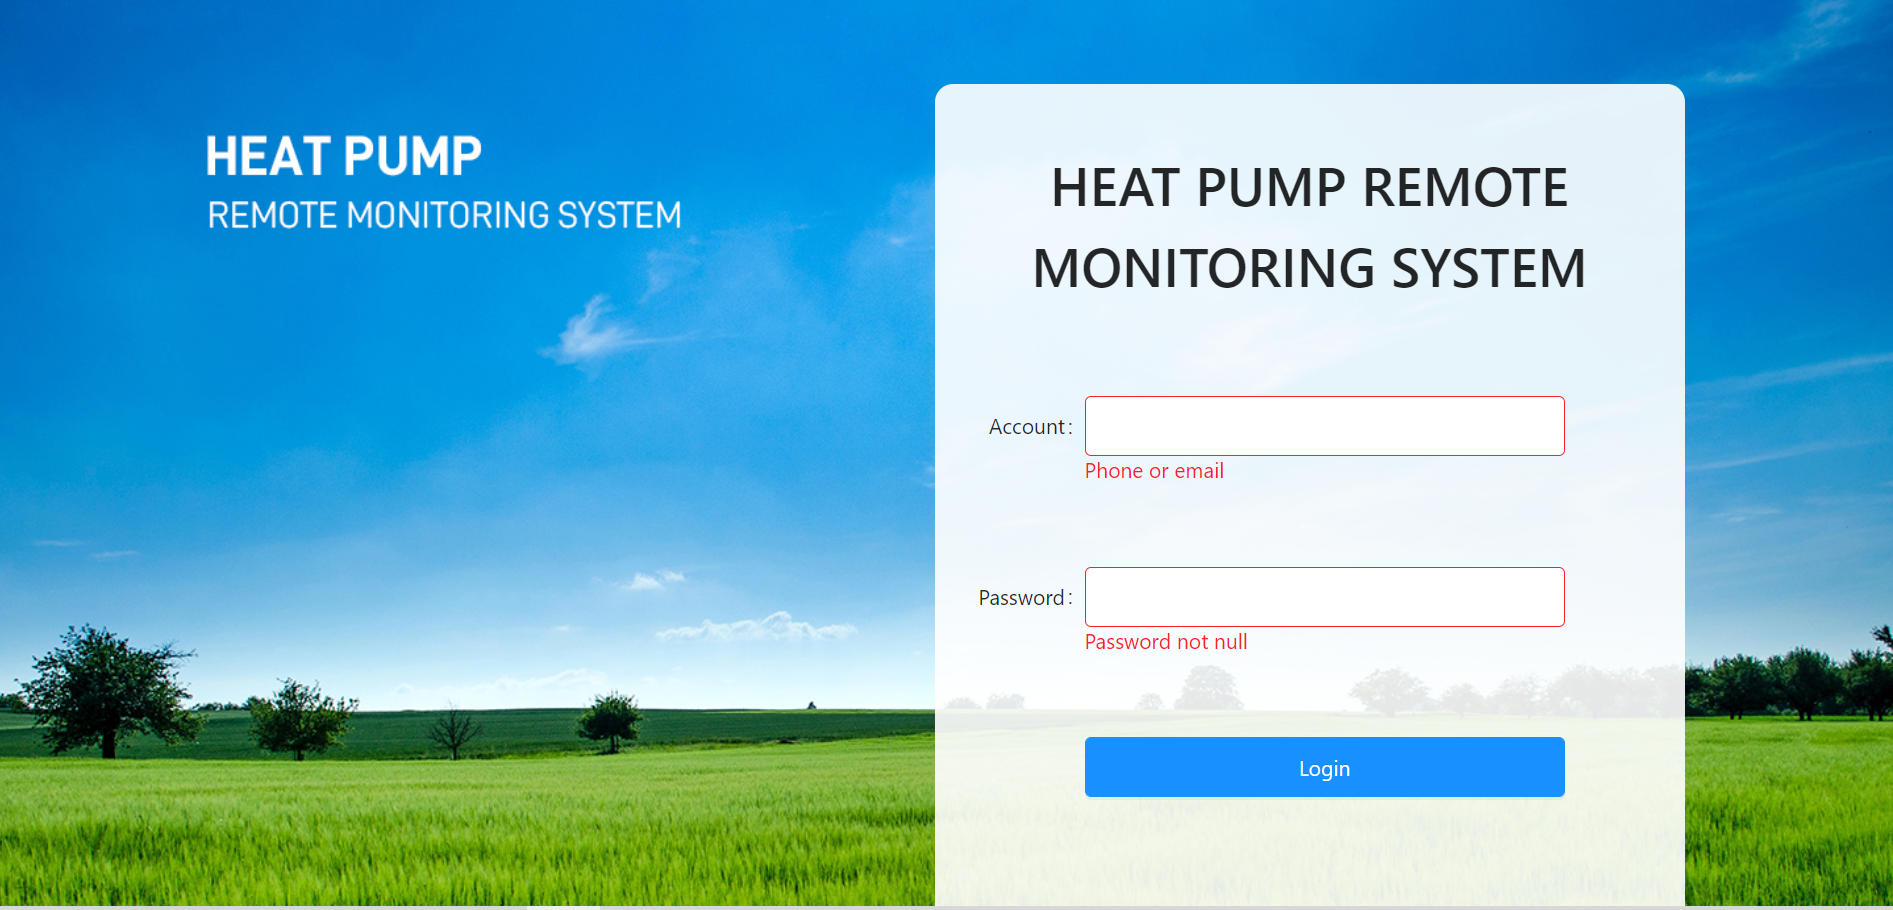 HEAT PUMP
REMOTE MONITORING SYSTEM
HEAT PUMP REMOTE
MONITORING SYSTEM
Account:
Phone or email
Password:
Password not null
Login